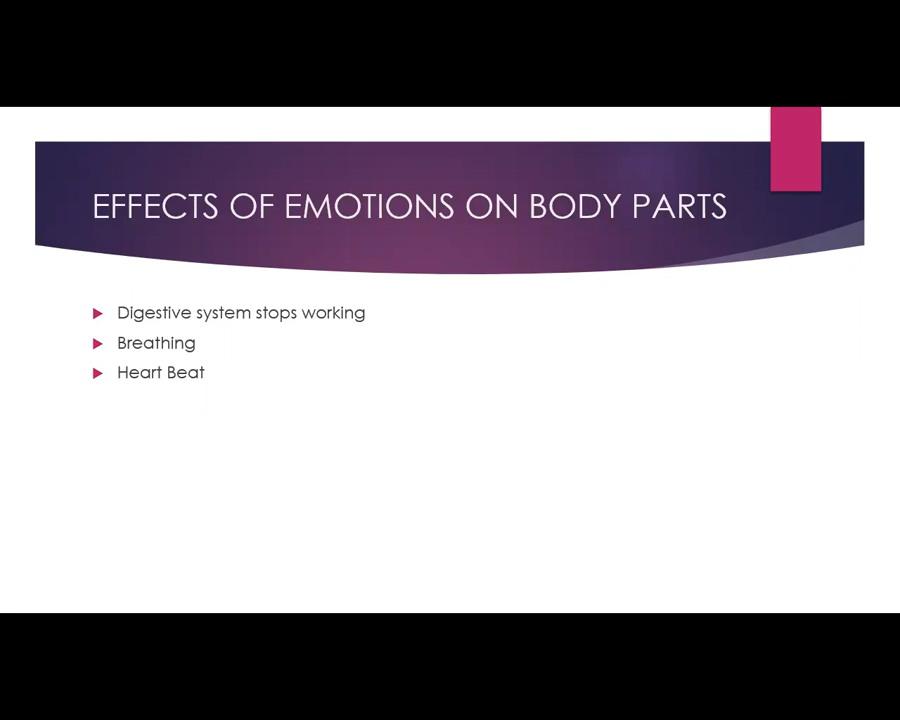 EFFECTS OF EMOTIONS ON BODY PARTS
Digestive system stops working
Breathing
Heart Beat